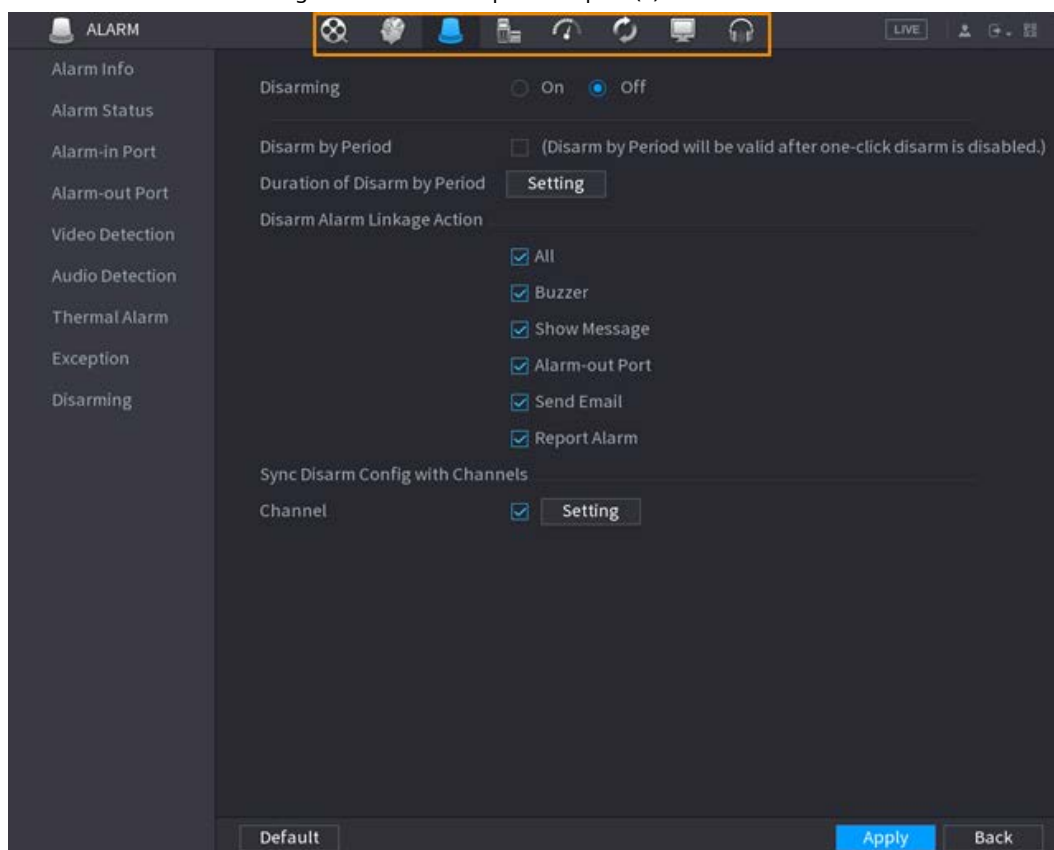 ALARM
LIVE
Alarm Info
Alarm Status
Alarm-in Port
Alarm-out Port
Video Detection
Audio Detection
Thermal Alarm
Exception
Disarming
Disarming On Off
Disarm by Period (Disarm by Period will be valid after one-click disarm is disabled.)
Duration of Disarm by Period Setting
Disarm Alarm Linkage Action
All
Buzzer
Show Message
Alarm-out Port
Send Email
Report Alarm
Sync Disarm Config with Channels
Channel Setting
Default Apply Back